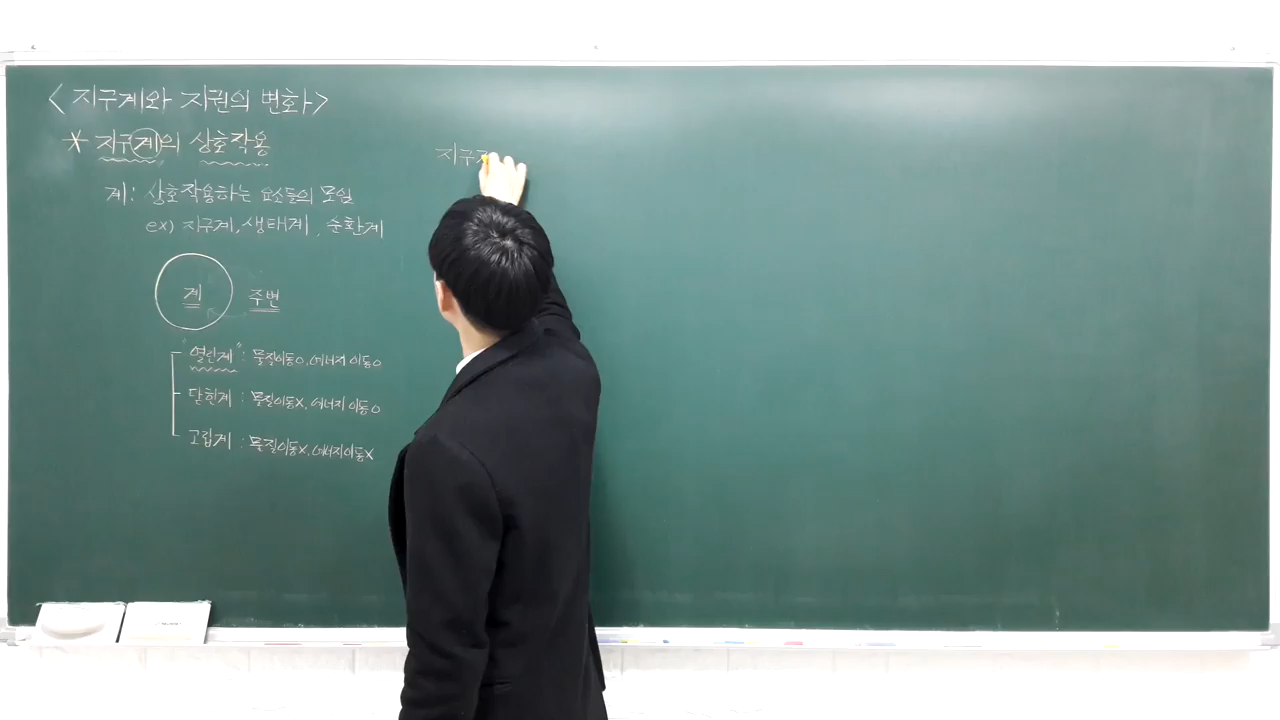 <지구계와 지권의 변화>
* 지구계의 상호작용
계: 상호작용하는 요소들의 모임
ex) 지구계, 생태계, 순환계
계 주변
"열린계": 물질이동O, 에너지 이동O
닫힌계: 물질이동X, 에너지 이동O
고립계: 물질이동X, 에너지이동X
지구